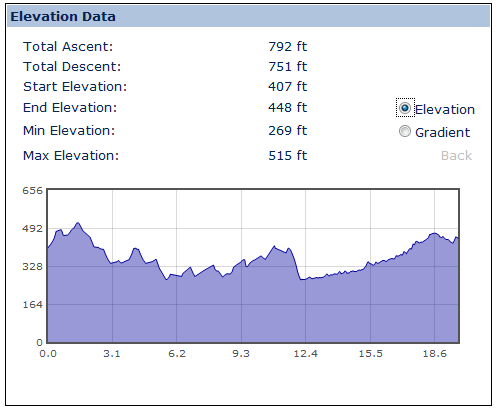 Elevation Data
Total Ascent: 792 ft
Total Descent: 751 ft
Start Elevation: 407 ft
End Elevation: 448 ft
Elevation
Min Elevation: 269 ft
Gradient
Max Elevation: 515 ft
Back
656
492
328
164
0
0.0 3.1 6.2 9.3 12.4 15.5 18.6